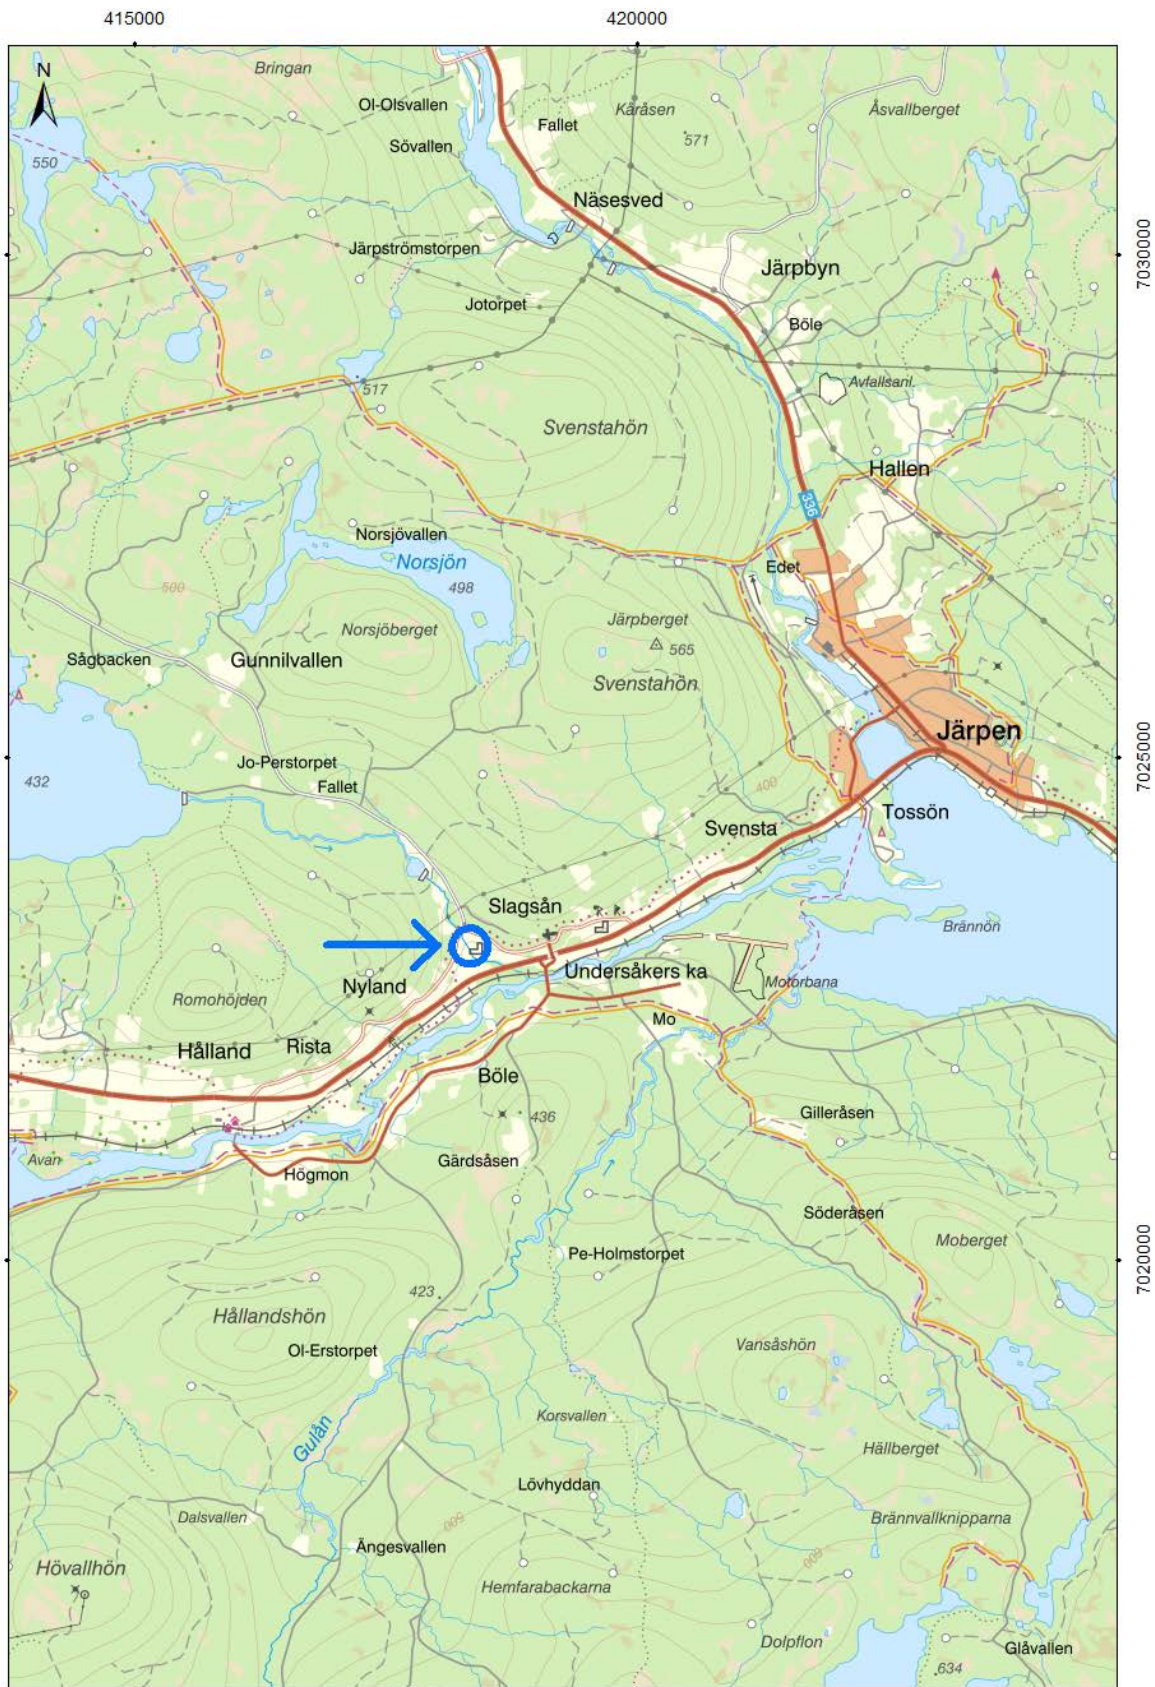 415000
420000
N
Bringan
Ol-Olsvallen
Fallet
Kåråsen
Åsvallberget
Sövallen
571
550
Näsesved
Järpströmstorpen
Järpbyn
7030000
Jotorpet
Böle
517
Avfallsanl.
Svenstahön
Hallen
336
Norsjövallen
Norsjön
Edet
500
498
Norsjöberget
Järpberget
565
Sågbacken
Gunnilvallen
Svenstahön
Järpen
Jo-Perstorpet
7025000
432
Fallet
400
Svensta
Tossön
Slagsån
Brännön
Undersåkers ka
Nyland
Motorbana
Romohöjden
Mo
Hålland
Rista
Böle
Gilleråsen
436
Avan
Högmon
Gärdsåsen
Söderåsen
Moberget
Pe-Holmstorpet
7020000
423
Hållandshön
Ol-Erstorpet
Vansåshön
Gulån
Korsvallen
Hällberget
Lövhyddan
Dalsvallen
600
Brännvallknipparna
Ängesvallen
600
Hövallhön
Hemfarabackarna
Dolpflon
Glåvallen
634